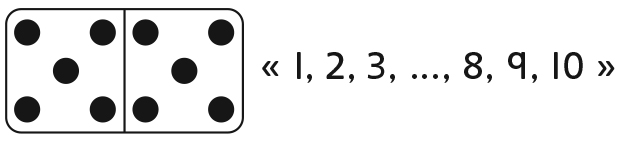 « 1, 2, 3, ..., 8, 9, 10 »